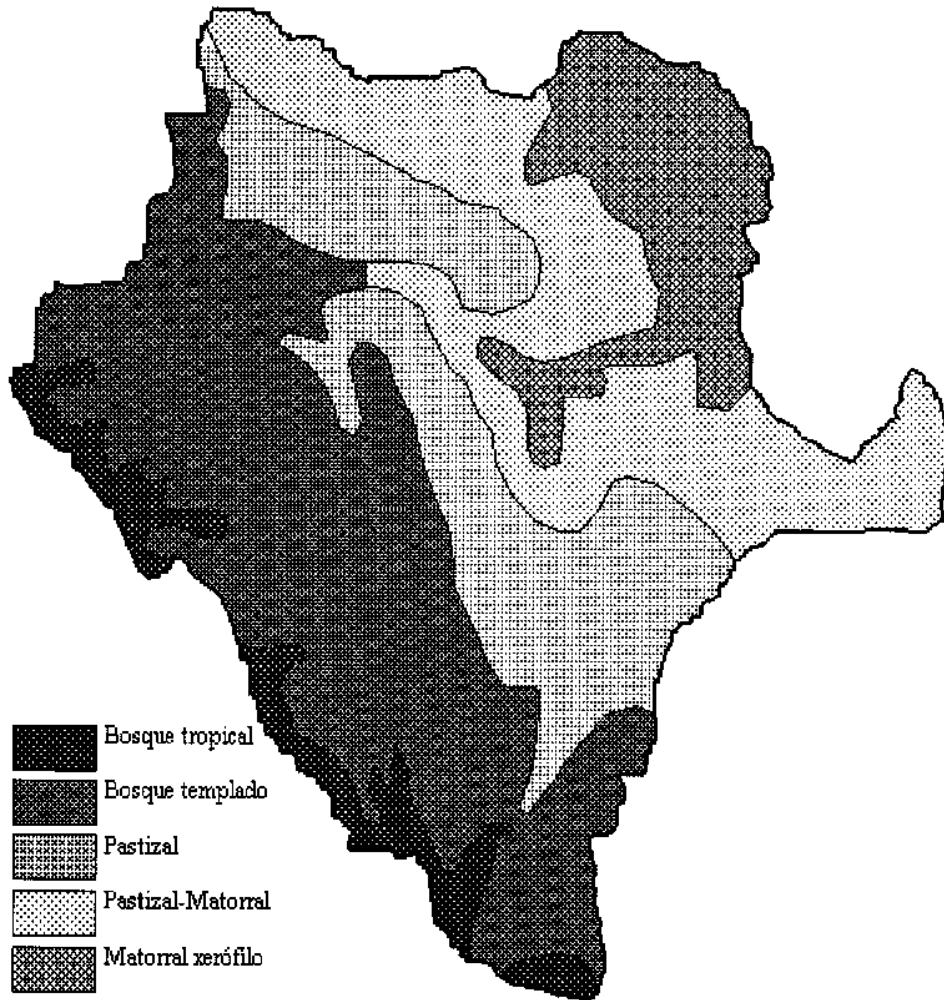 Bosque tropical
Bosque templado
Pastizal
Pastizal-Matorral
Matorral xerófilo